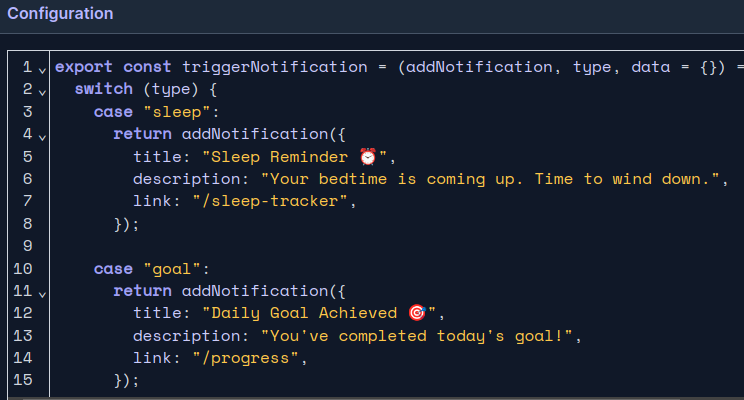 Configuration
1 export const triggerNotification = (addNotification, type, data = {}) =
2 switch (type) {
3 case "sleep":
4 return addNotification({
5 title: "Sleep Reminder ⏰",
6 description: "Your bedtime is coming up. Time to wind down.",
7 link: "/sleep-tracker",
8 });
9
10 case "goal":
11 return addNotification({
12 title: "Daily Goal Achieved 🎯",
13 description: "You've completed today's goal!",
14 link: "/progress",
15 });